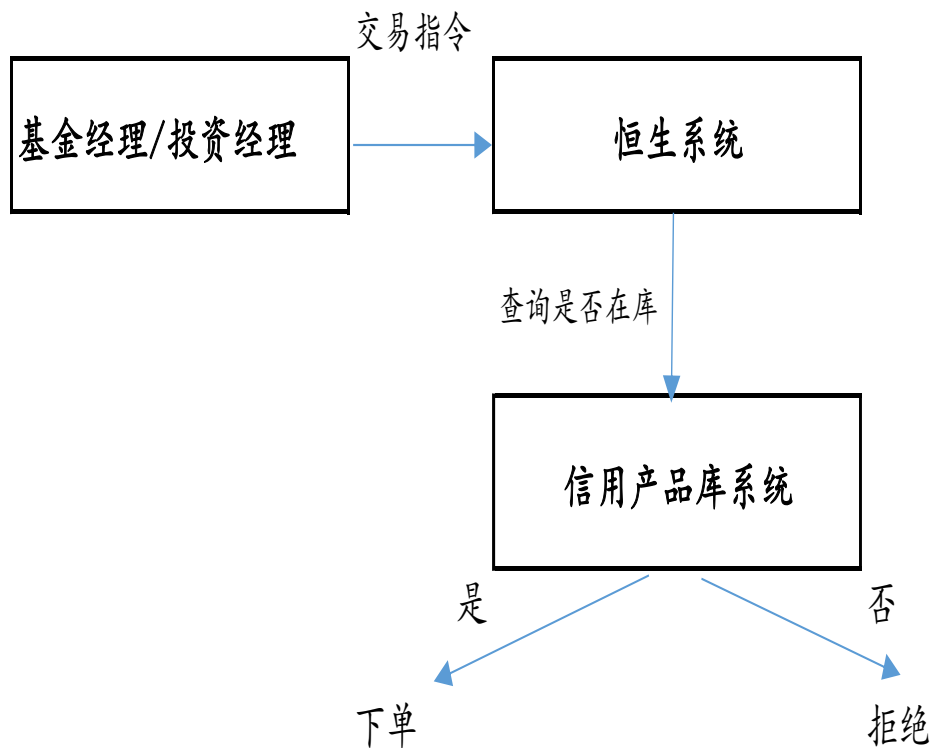 交易指令
基金经理/投资经理
恒生系统
查询是否在库
信用产品库系统
是
否
下单
拒绝